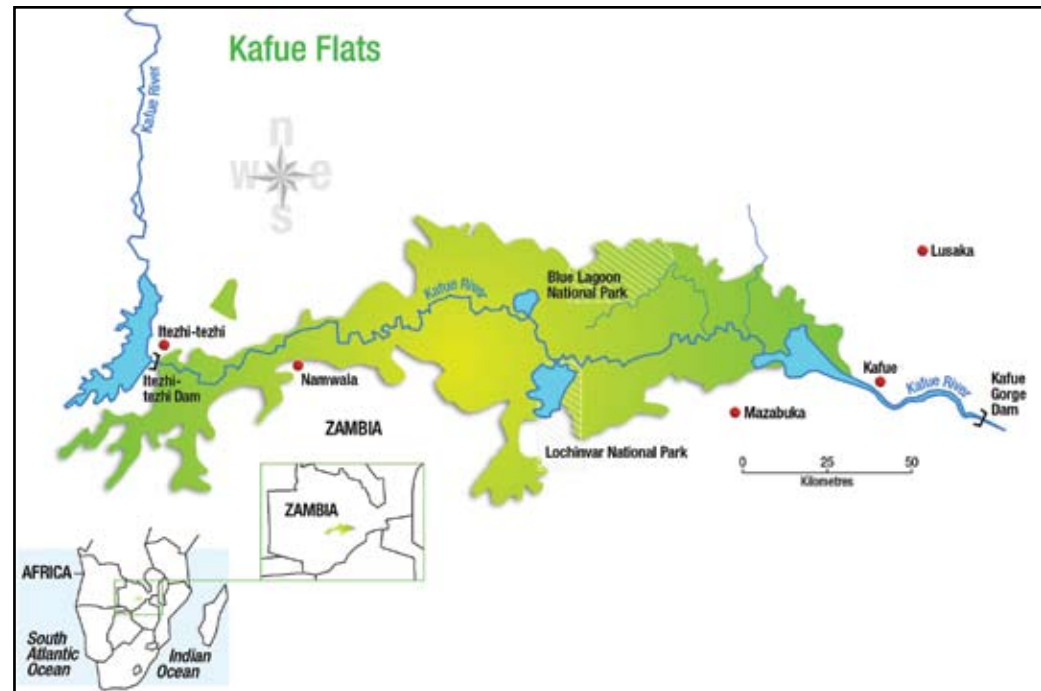 Kafue Flats
Kafue River
n
w e
s
Lusaka
Blue Lagoon
National Park
Kafue River
Itezhi-tezhi
Itezhi-
tezhi Dam
Namwala
Kafue
Kafue River
Kafue
Gorge
Dam
ZAMBIA
Mazabuka
Lochinvar National Park
0 25 50
Kilometres
ZAMBIA
AFRICA
South
Atlantic
Ocean
Indian
Ocean